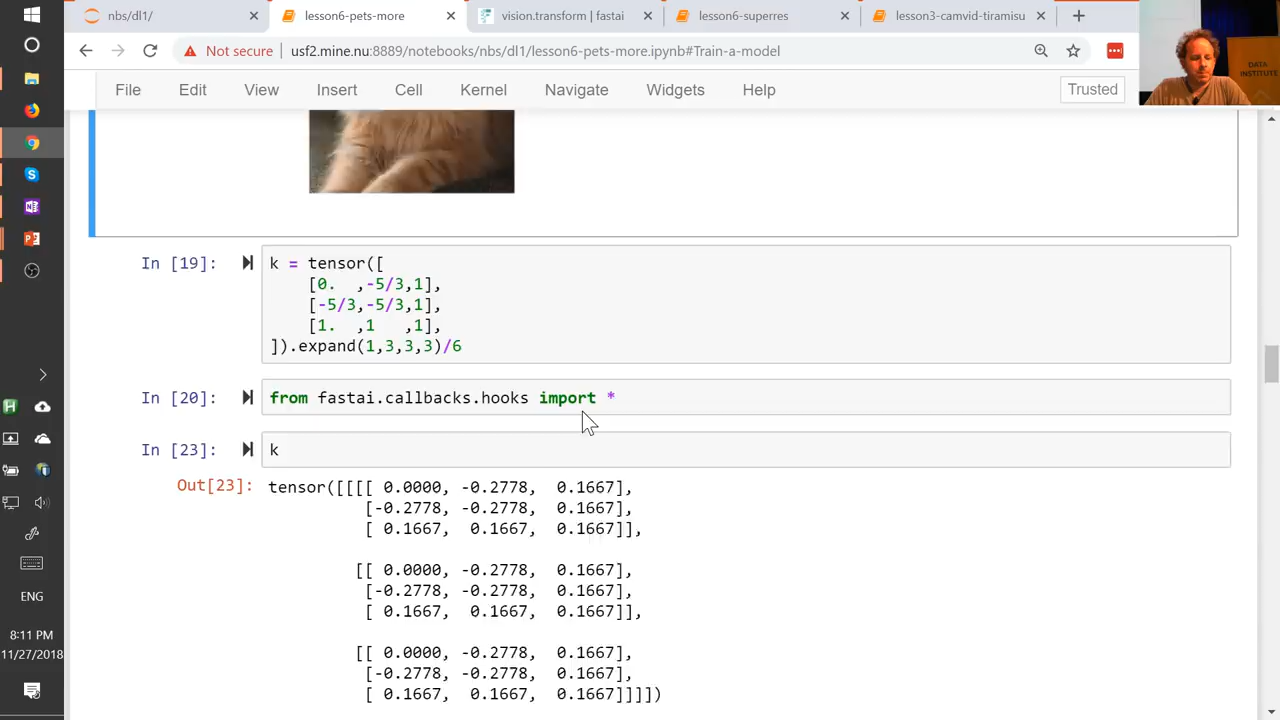 nbs/dl1/
lesson6-pets-more
vision.transform | fastai
lesson6-superres
lesson3-camvid-tiramisu
Not secure
usf2.mine.nu:8889/notebooks/nbs/dl1/lesson6-pets-more.ipynb#Train-a-model
DATA
INSTITUTE
File Edit View Insert Cell Kernel Navigate Widgets Help
Trusted
In [19]:
k = tensor([
[0. ,-5/3,1],
[-5/3,-5/3,1],
[1. ,1 ,1],
]).expand(1,3,3,3)/6
In [20]: from fastai.callbacks.hooks import *
In [23]: k
Out[23]: tensor([[[[ 0.0000, -0.2778, 0.1667],
[-0.2778, -0.2778, 0.1667],
[ 0.1667, 0.1667, 0.1667]],
[[ 0.0000, -0.2778, 0.1667],
[-0.2778, -0.2778, 0.1667],
[ 0.1667, 0.1667, 0.1667]],
[[ 0.0000, -0.2778, 0.1667],
[-0.2778, -0.2778, 0.1667],
[ 0.1667, 0.1667, 0.1667]]]])
ENG
8:11 PM
11/27/2018